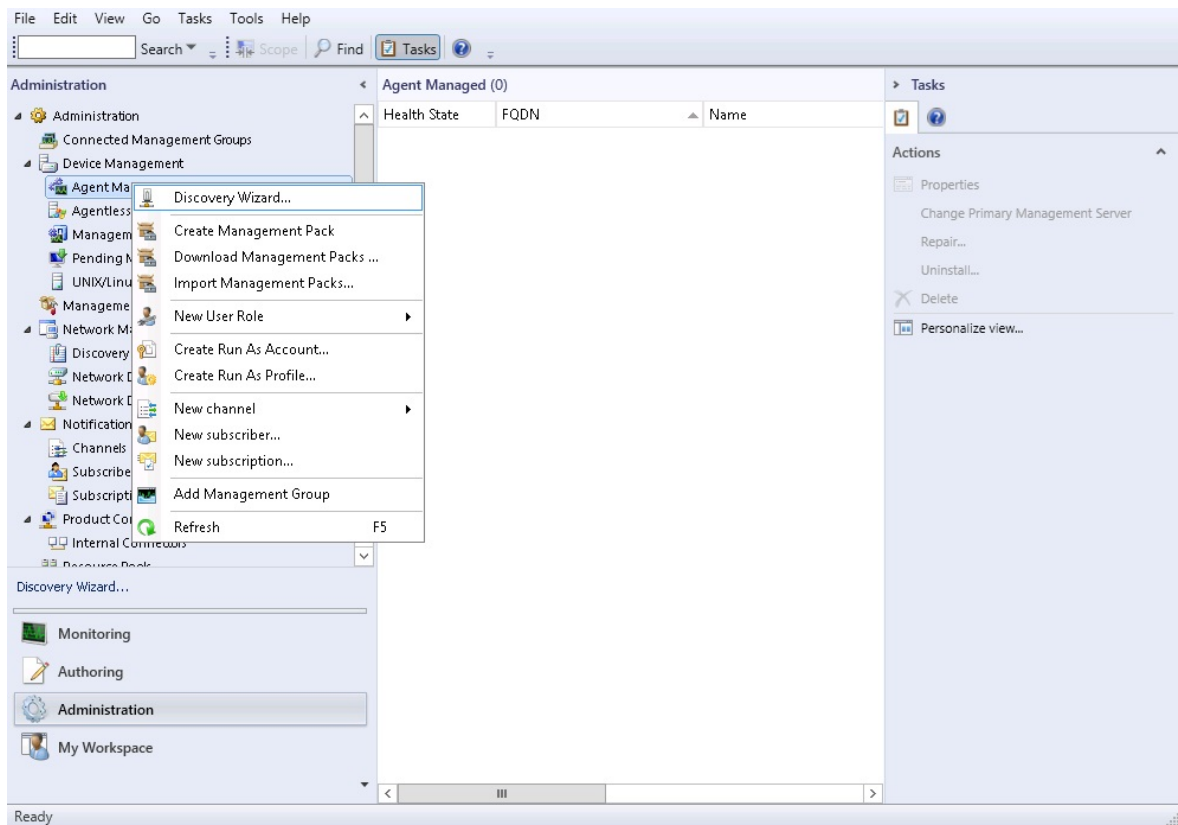 File Edit View Go Tasks Tools Help
Search Scope Find Tasks
Administration
Administration
Connected Management Groups
Device Management
Agent Ma
Agentless
Managem
Pending M
UNIX/Linu
Manageme
Network Ma
Discovery
Network D
Network D
Notification
Channels
Subscribe
Subscripti
Product Co
Internal Connectors
Resource Pools
Discovery Wizard...
Create Management Pack
Download Management Packs ...
Import Management Packs...
New User Role
Create Run As Account...
Create Run As Profile...
New channel
New subscriber...
New subscription...
Add Management Group
Refresh F5
Discovery Wizard...
Monitoring
Authoring
Administration
My Workspace
Agent Managed (0)
Health State FQDN Name
Tasks
Actions
Properties
Change Primary Management Server
Repair...
Uninstall...
Delete
Personalize view...
Ready